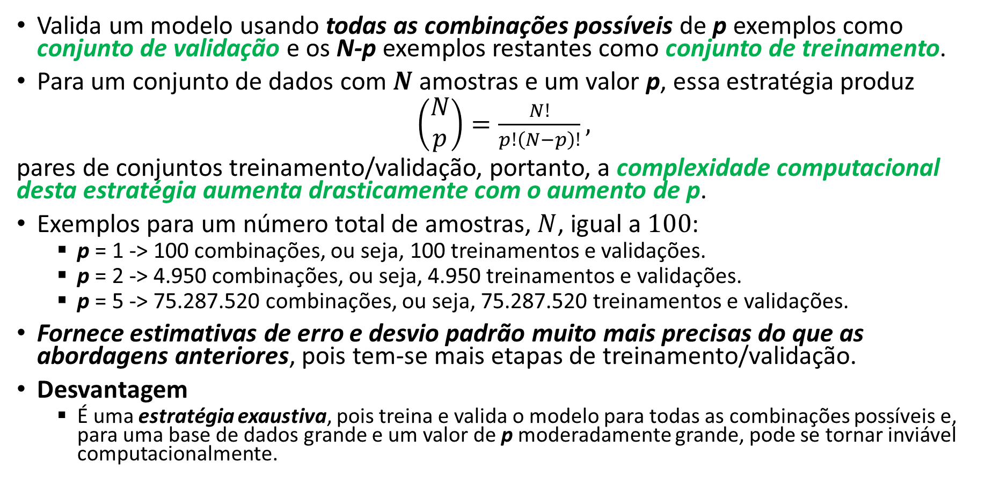 • Valida um modelo usando todas as combinações possíveis de p exemplos como
conjunto de validação e os N-p exemplos restantes como conjunto de treinamento.
• Para um conjunto de dados com N amostras e um valor p, essa estratégia produz
(N p) = N! / p!(N−p)!,
pares de conjuntos treinamento/validação, portanto, a complexidade computacional
desta estratégia aumenta drasticamente com o aumento de p.
• Exemplos para um número total de amostras, N, igual a 100:
▪ p = 1 -> 100 combinações, ou seja, 100 treinamentos e validações.
▪ p = 2 -> 4.950 combinações, ou seja, 4.950 treinamentos e validações.
▪ p = 5 -> 75.287.520 combinações, ou seja, 75.287.520 treinamentos e validações.
• Fornece estimativas de erro e desvio padrão muito mais precisas do que as
abordagens anteriores, pois tem-se mais etapas de treinamento/validação.
• Desvantagem
▪ É uma estratégia exaustiva, pois treina e valida o modelo para todas as combinações possíveis e,
para uma base de dados grande e um valor de p moderadamente grande, pode se tornar inviável
computacionalmente.